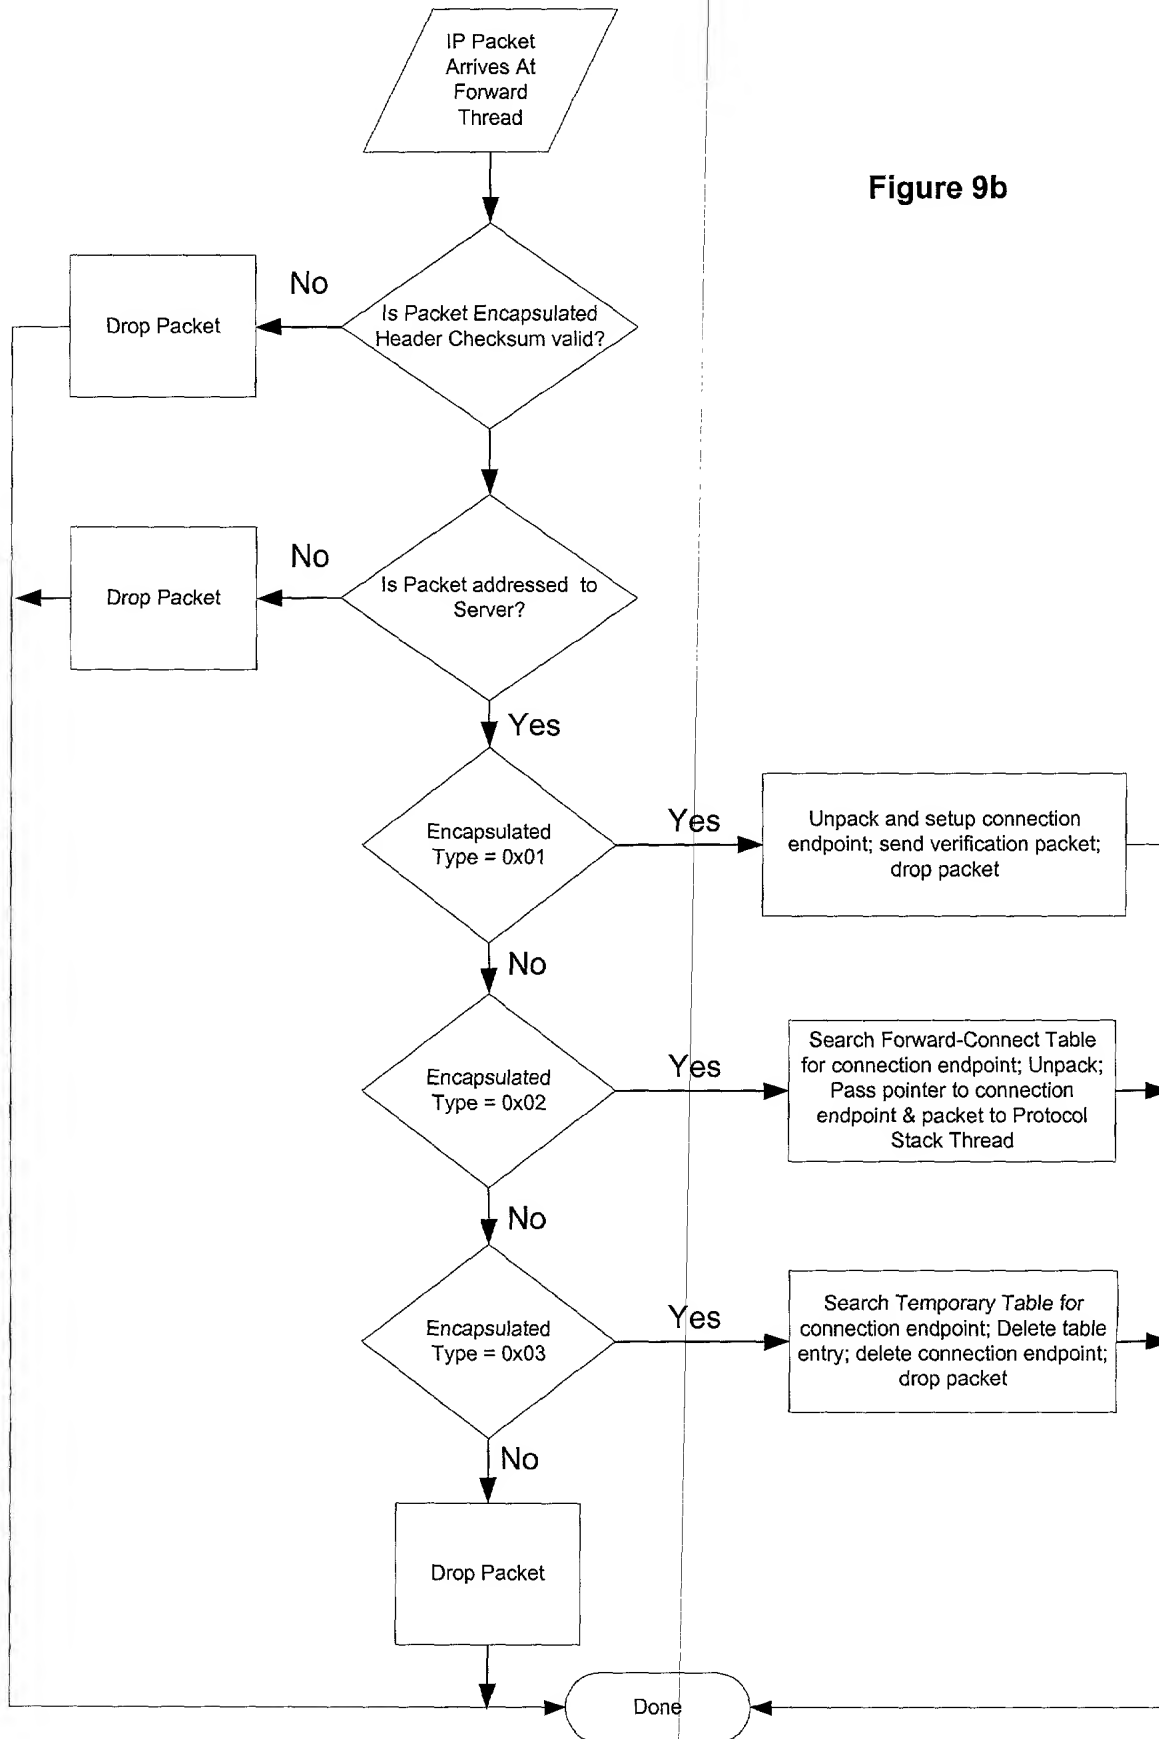 IP Packet
Arrives At
Forward
Thread
Figure 9b
No
Drop Packet
Is Packet Encapsulated
Header Checksum valid?
No
Drop Packet
Is Packet addressed to
Server?
Yes
Encapsulated
Type = 0x01
Yes
Unpack and setup connection
endpoint; send verification packet;
drop packet
No
Encapsulated
Type = 0x02
Yes
Search Forward-Connect Table
for connection endpoint; Unpack;
Pass pointer to connection
endpoint & packet to Protocol
Stack Thread
No
Encapsulated
Type = 0x03
Yes
Search Temporary Table for
connection endpoint; Delete table
entry; delete connection endpoint;
drop packet
No
Drop Packet
Done